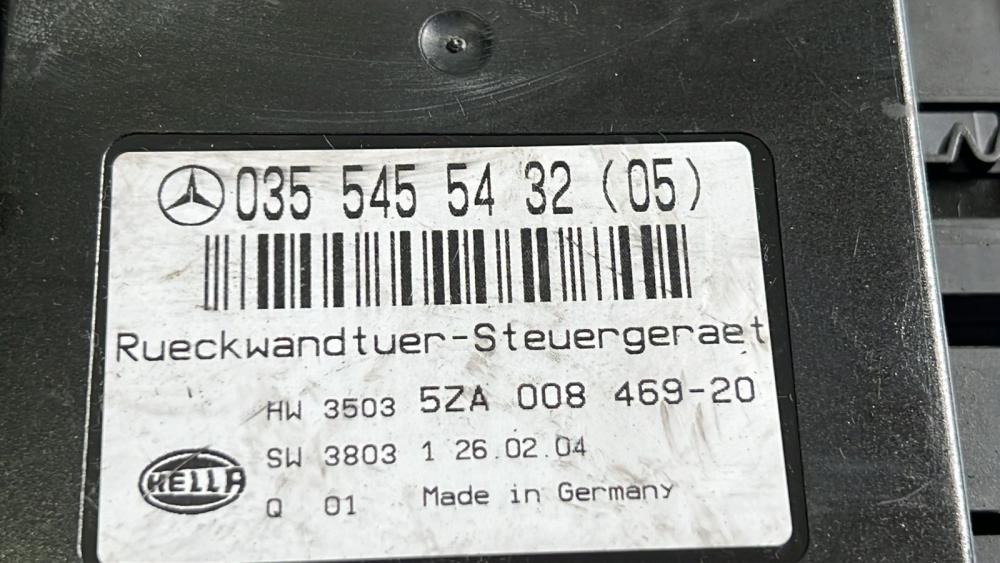 035 545 54 32 (05)
Rueckwandtuer-Steuergeraet
HW 3503 5ZA 008 469-20
SW 3803 1 26.02.04
HELLA
Q 01 Made in Germany